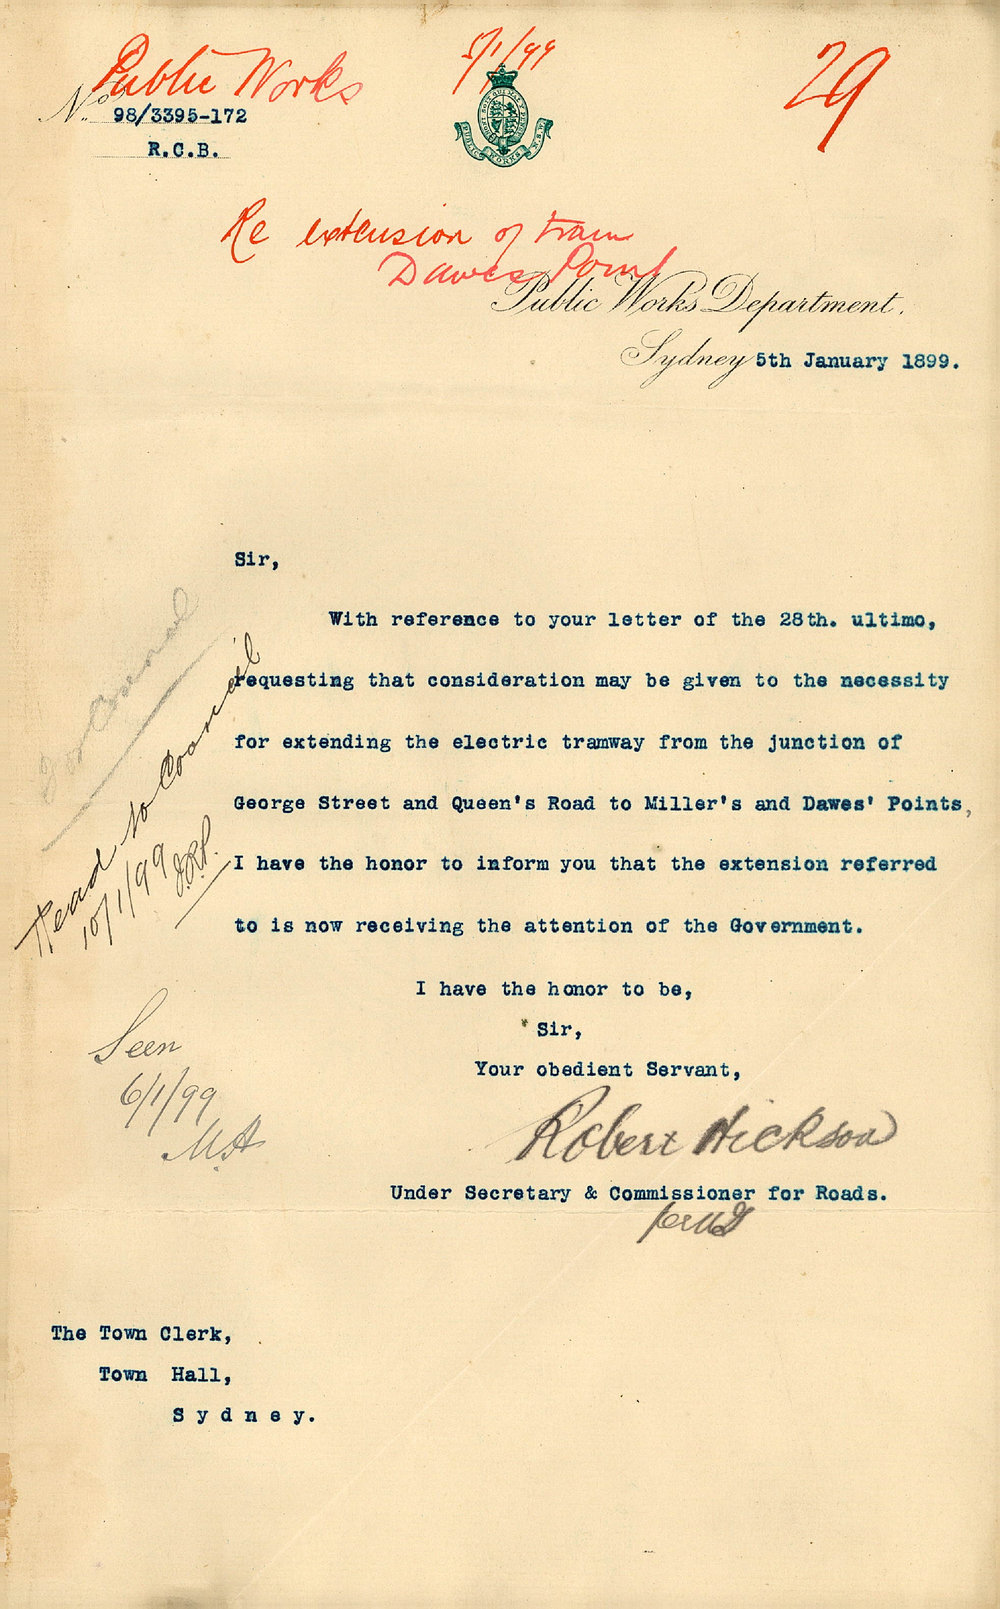 Public Works
5/1/99
29
No. 98/3395-172
R.C.B.
PUBLIC WORKS N.S.W.
Re extension of tram
Dawes Point
Public Works Department.
Sydney 5th January 1899.
Sir,
With reference to your letter of the 28th. ultimo,
requesting that consideration may be given to the necessity
for extending the electric tramway from the junction of
George Street and Queen's Road to Miller's and Dawes' Points,
I have the honor to inform you that the extension referred
to is now receiving the attention of the Government.
For Council
Read to Council
10/1/99
I have the honor to be,
Sir,
Your obedient Servant,
Seen
6/1/99
M.H
Robert Hickson
Under Secretary & Commissioner for Roads.
The Town Clerk,
Town Hall,
Sydney.